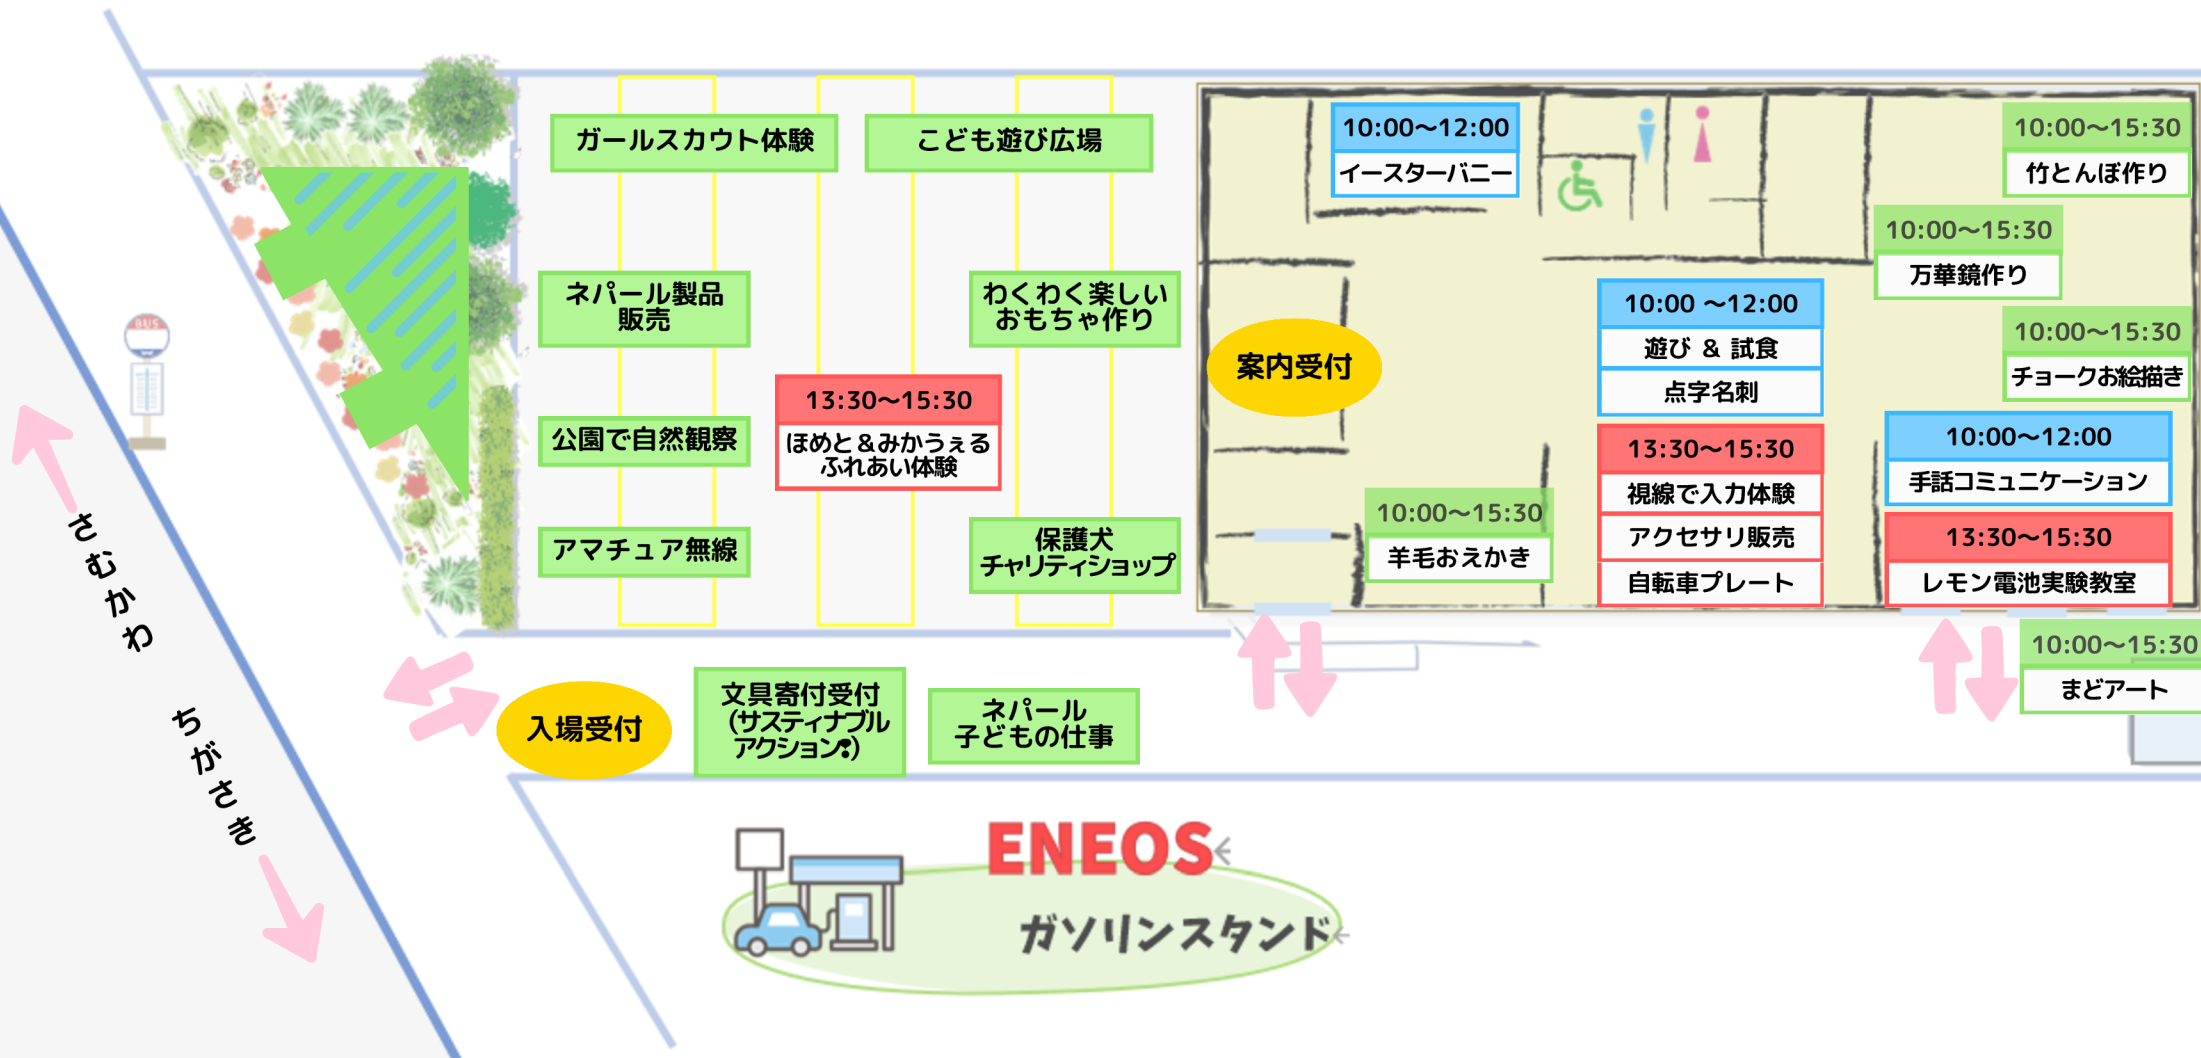 ガールスカウト体験
こども遊び広場
10:00～12:00
イースターバニー
10:00～15:30
竹とんぼ作り
10:00～15:30
万華鏡作り
ネパール製品
販売
わくわく楽しい
おもちゃ作り
10:00 ～12:00
遊び ＆ 試食
点字名刺
10:00～15:30
チョークお絵描き
BUS
案内受付
13:30～15:30
ほめと＆みかうぇる
ふれあい体験
公園で自然観察
13:30～15:30
視線で入力体験
アクセサリ販売
自転車プレート
10:00～12:00
手話コミュニケーション
10:00～15:30
羊毛おえかき
アマチュア無線
保護犬
チャリティショップ
13:30～15:30
レモン電池実験教室
さむかわ
10:00～15:30
まどアート
入場受付
文具寄付受付
（サスティナブル
アクション❣）
ネパール
子どもの仕事
ちがさき
ENEOS
ガソリンスタンド